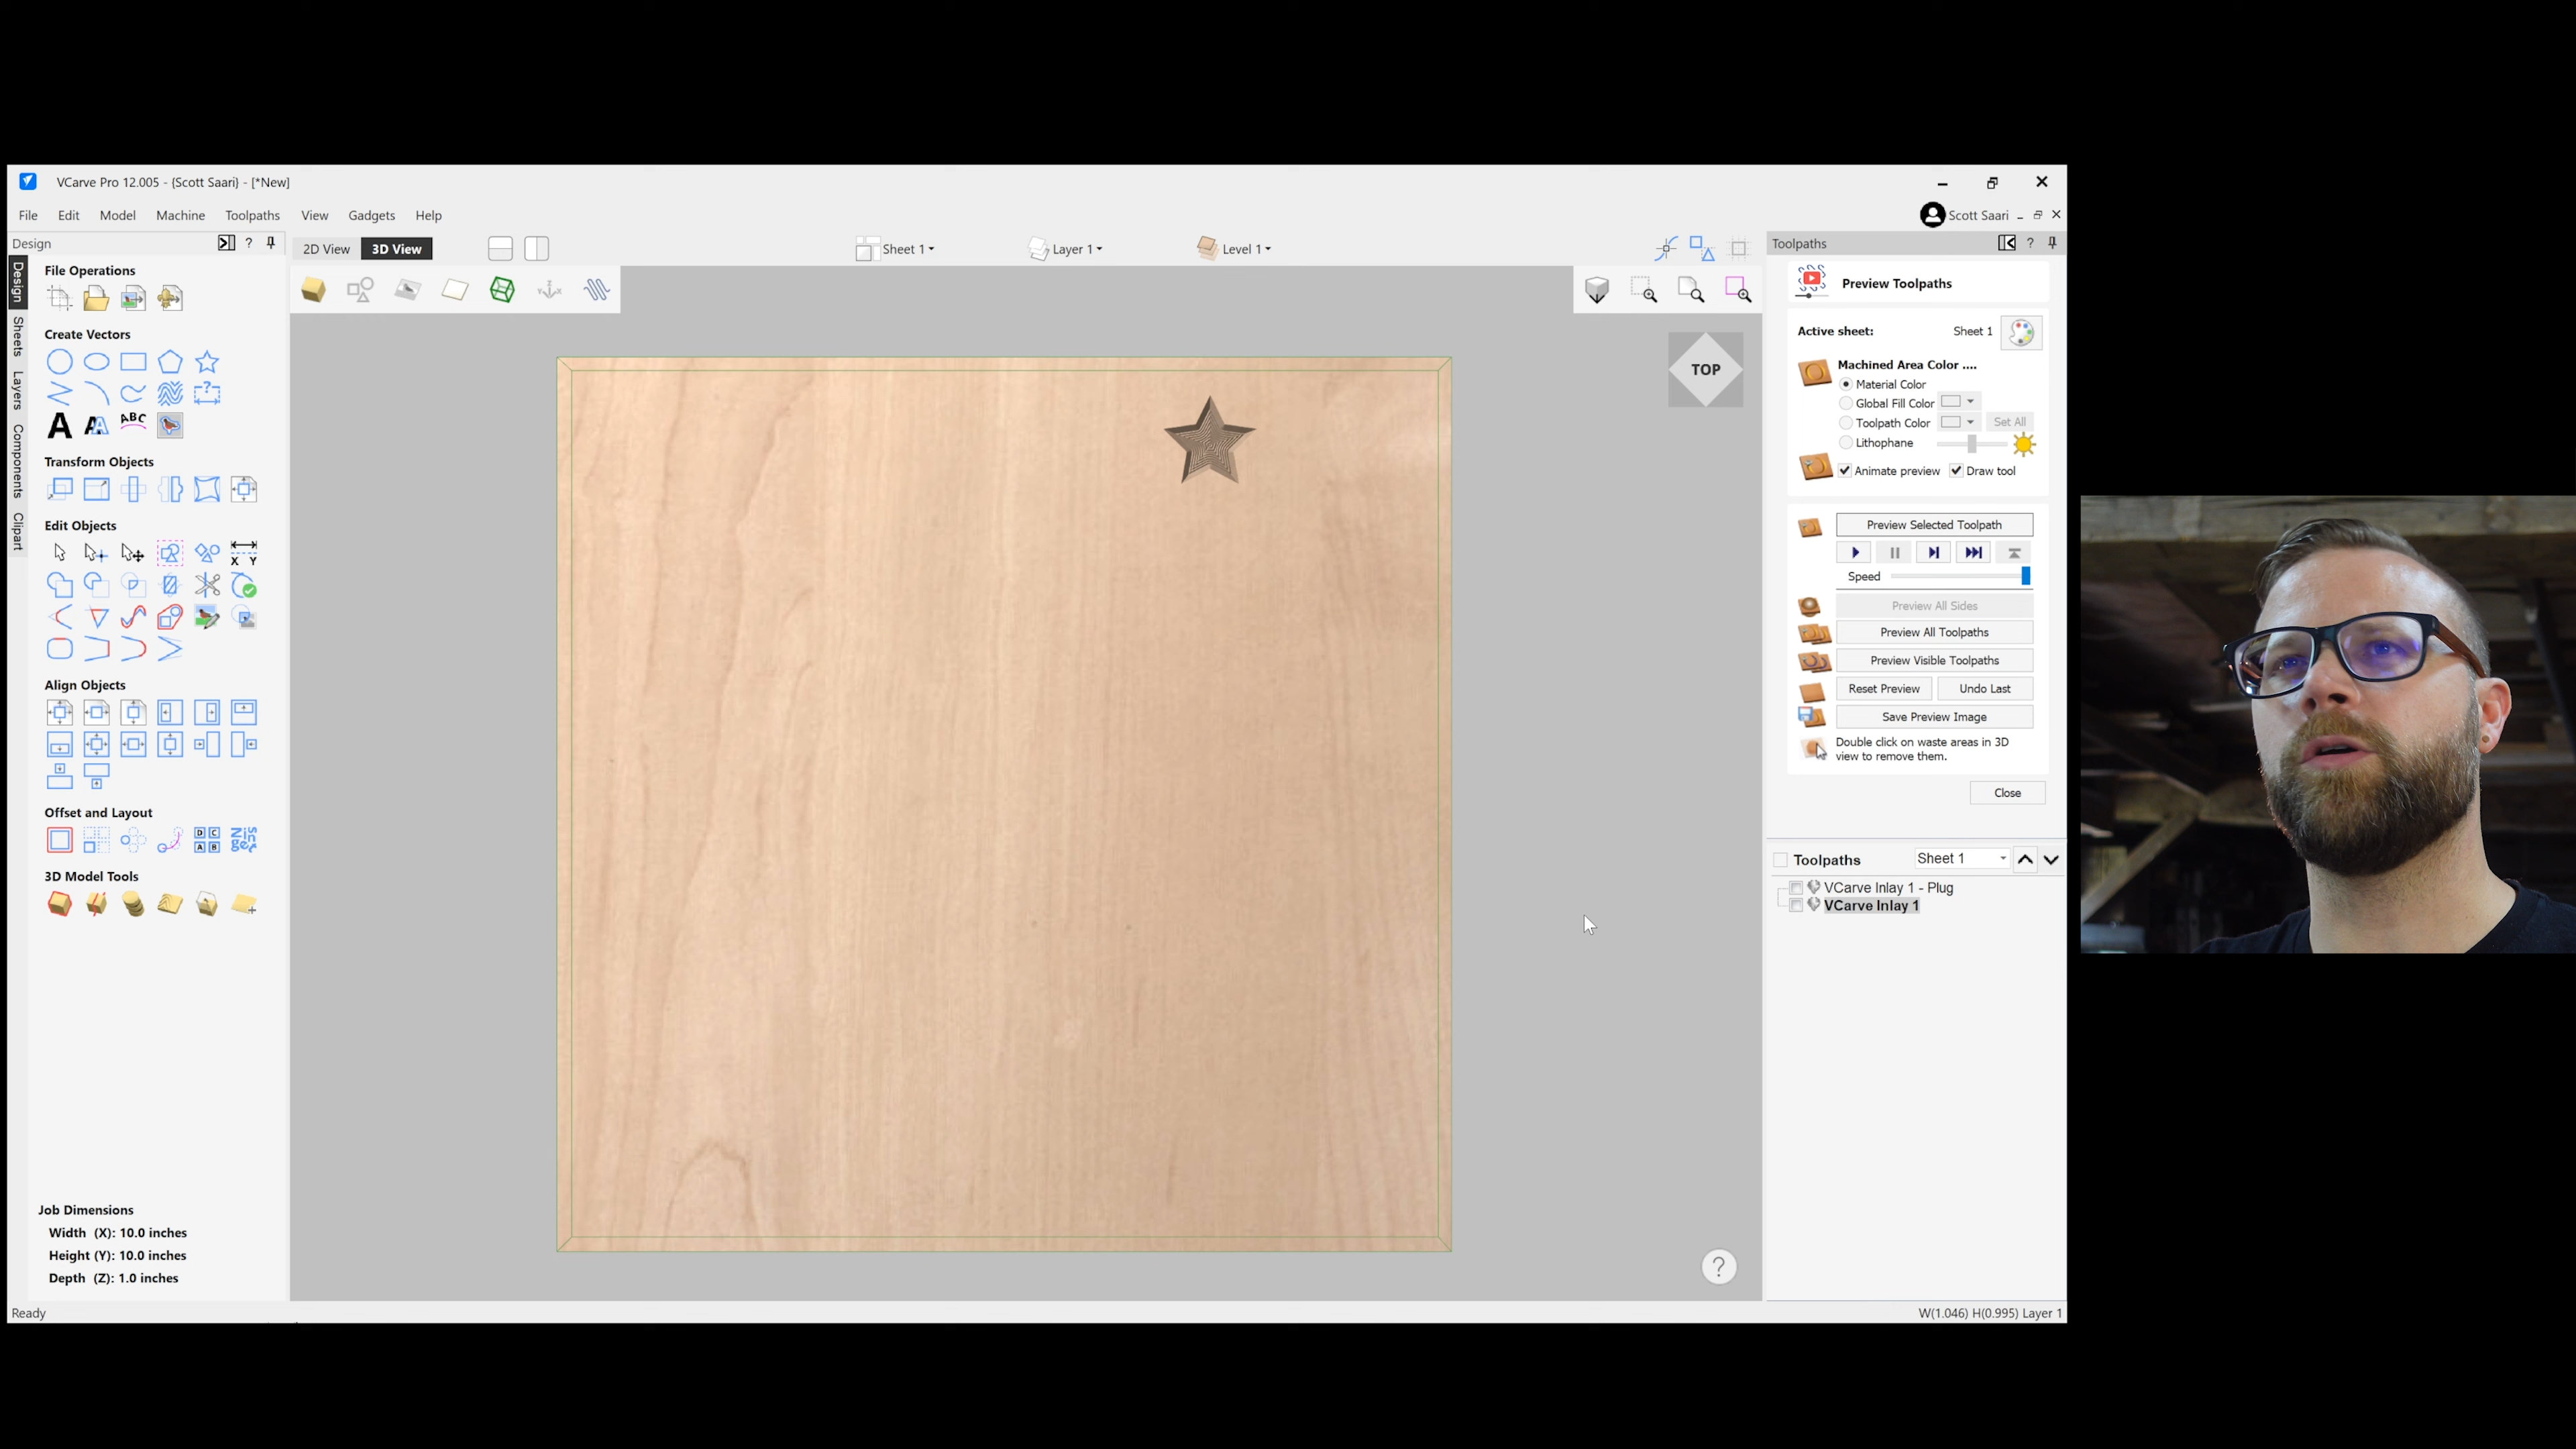 VCarve Pro 12.005 - {Scott Saari} - [*New]
File Edit Model Machine Toolpaths View Gadgets Help
Scott Saari
Design
?
2D View 3D View
Sheet 1
Layer 1
Level 1
Toolpaths
?
Design
Sheets
Layers
Components
Clipart
File Operations
Create Vectors
A
ABC
Transform Objects
Edit Objects
X Y
Align Objects
Offset and Layout
D C
A B
3D Model Tools
Job Dimensions
Width (X): 10.0 inches
Height (Y): 10.0 inches
Depth (Z): 1.0 inches
Ready
TOP
?
Preview Toolpaths
Active sheet: Sheet 1
Machined Area Color ....
Material Color
Global Fill Color
Toolpath Color
Set All
Lithophane
Animate preview
Draw tool
Preview Selected Toolpath
Speed
Preview All Sides
Preview All Toolpaths
Preview Visible Toolpaths
Reset Preview
Undo Last
Save Preview Image
Double click on waste areas in 3D
view to remove them.
Close
Toolpaths
Sheet 1
VCarve Inlay 1 - Plug
VCarve Inlay 1
W(1.046) H(0.995) Layer 1